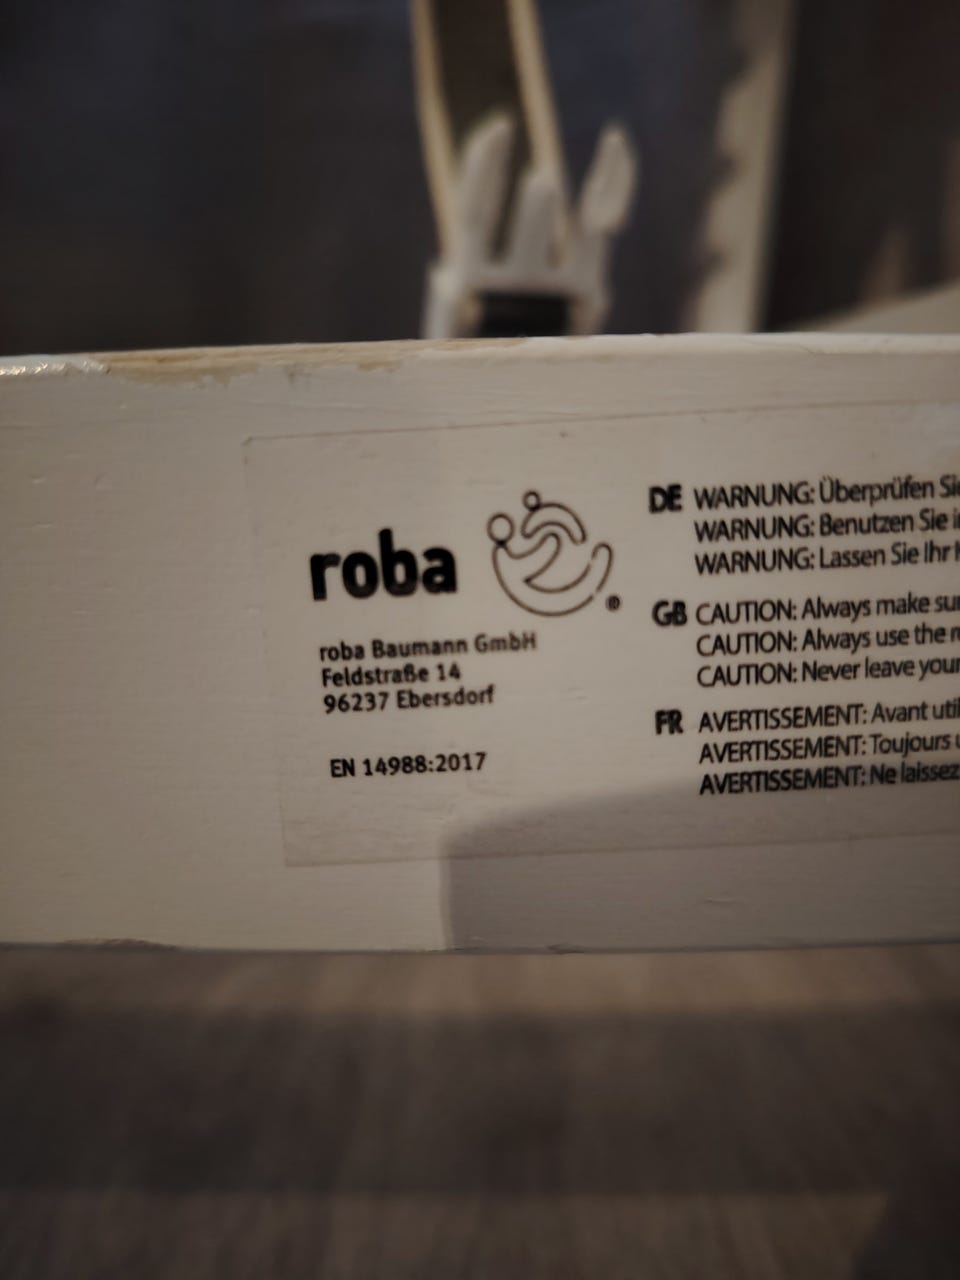 roba
®
roba Baumann GmbH
Feldstraße 14
96237 Ebersdorf
EN 14988:2017
DE WARNUNG: Überprüfen Sie
WARNUNG: Benutzen Sie
WARNUNG: Lassen Sie Ihr
GB CAUTION: Always make
CAUTION: Always use the
CAUTION: Never leave your
FR AVERTISSEMENT: Avant
AVERTISSEMENT: Toujours
AVERTISSEMENT: Ne laissez